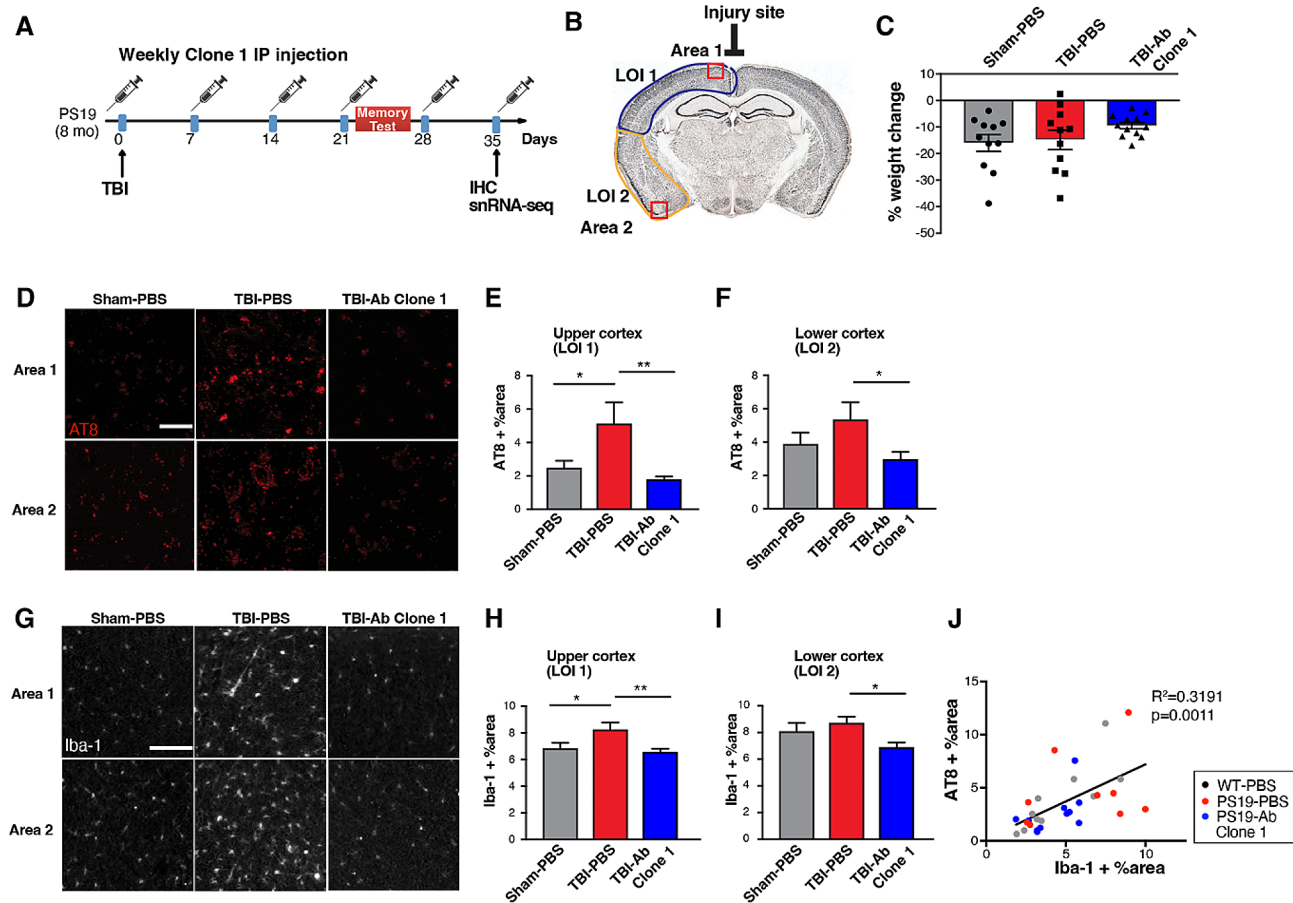 A
Weekly Clone 1 IP injection
PS19
(8 mo)
Memory
Test
0
7
14
21
28
35
Days
TBI
IHC
snRNA-seq
B
Injury site
Area 1
LOI 1
LOI 2
Area 2
C
Sham-PBS
TBI-PBS
TBI-Ab
Clone 1
% weight change
10
0
-10
-20
-30
-40
-50
D
Sham-PBS
TBI-PBS
TBI-Ab Clone 1
Area 1
AT8
Area 2
E
Upper cortex
(LOI 1)
*
**
AT8 + %area
8
6
4
2
0
Sham-PBS
TBI-PBS
TBI-Ab
Clone 1
F
Lower cortex
(LOI 2)
*
AT8 + %area
8
6
4
2
0
Sham-PBS
TBI-PBS
TBI-Ab
Clone 1
G
Sham-PBS
TBI-PBS
TBI-Ab Clone 1
Area 1
Iba-1
Area 2
H
Upper cortex
(LOI 1)
*
**
Iba-1 + %area
10
8
6
4
2
0
Sham-PBS
TBI-PBS
TBI-Ab
Clone 1
I
Lower cortex
(LOI 2)
*
Iba-1 + %area
10
8
6
4
2
0
Sham-PBS
TBI-PBS
TBI-Ab
Clone 1
J
R²=0.3191
p=0.0011
AT8 + %area
15
10
5
0
0
5
10
Iba-1 + %area
WT-PBS
PS19-PBS
PS19-Ab
Clone 1